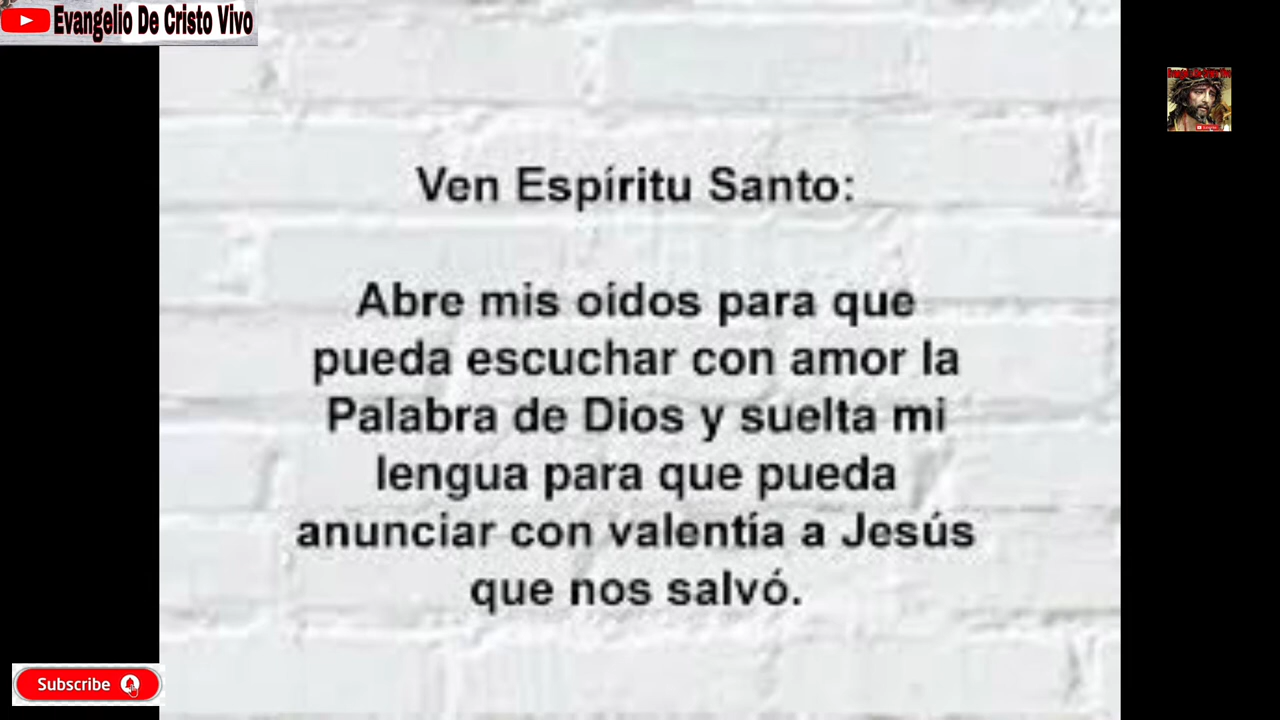 Evangelio De Cristo Vivo
Ven Espíritu Santo:
Abre mis oídos para que
pueda escuchar con amor la
Palabra de Dios y suelta mi
lengua para que pueda
anunciar con valentía a Jesús
que nos salvó.
Subscribe